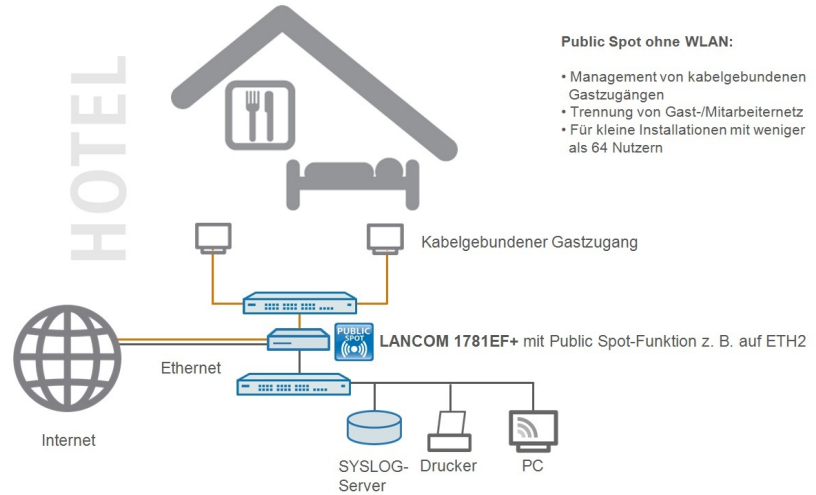 HOTEL
Public Spot ohne WLAN:
• Management von kabelgebundenen
Gastzugängen
• Trennung von Gast-/Mitarbeiternetz
• Für kleine Installationen mit weniger
als 64 Nutzern
Kabelgebundener Gastzugang
PUBLIC
SPOT
LANCOM 1781EF+ mit Public Spot-Funktion z. B. auf ETH2
Ethernet
Internet
SYSLOG-
Server
Drucker
PC